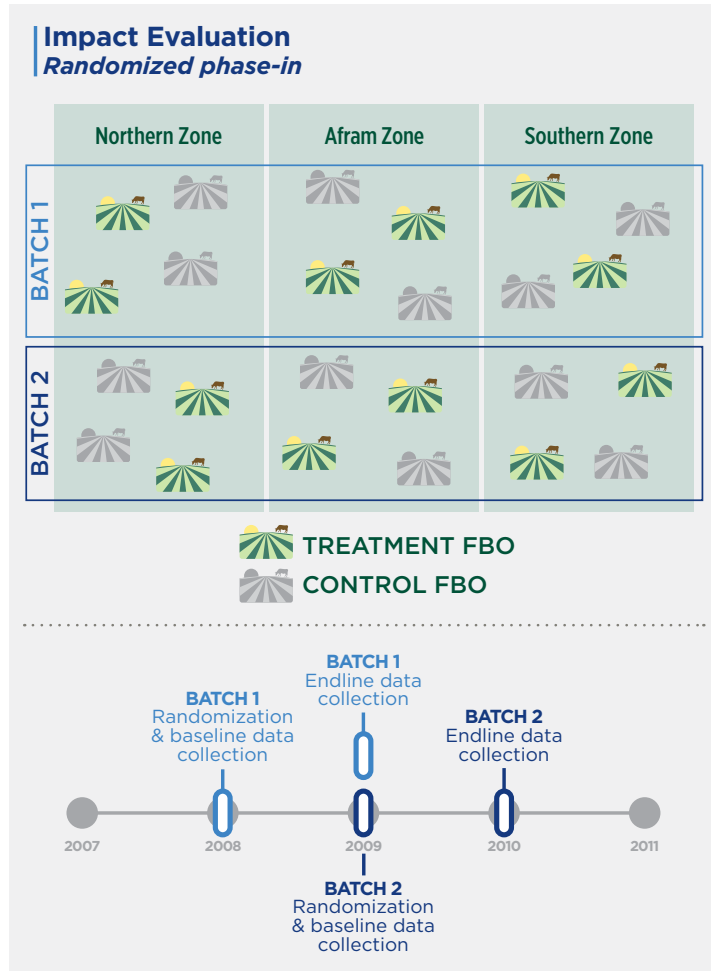 Impact Evaluation
Randomized phase-in
Northern Zone
Afram Zone
Southern Zone
BATCH 1
BATCH 2
TREATMENT FBO
CONTROL FBO
BATCH 1
Endline data
collection
BATCH 1
Randomization
& baseline data
collection
BATCH 2
Endline data
collection
2007
2008
2009
2010
2011
BATCH 2
Randomization
& baseline data
collection